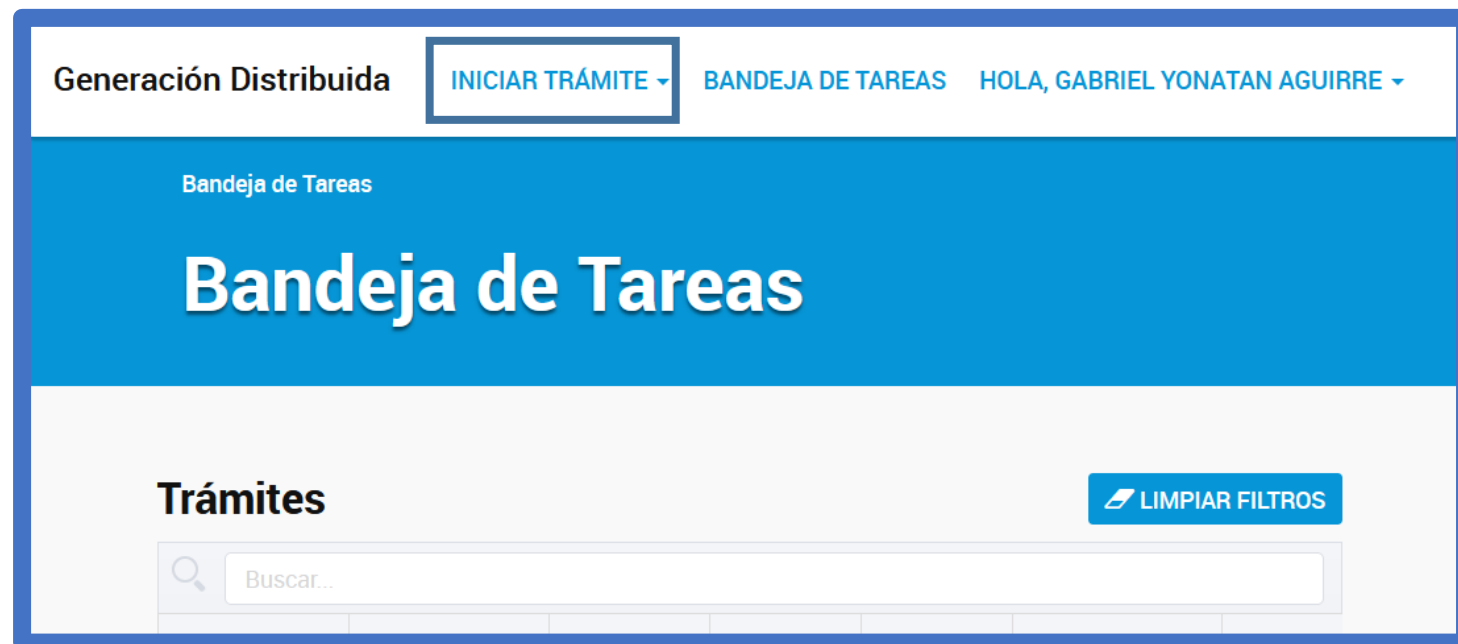 Generación Distribuida INICIAR TRÁMITE BANDEJA DE TAREAS HOLA, GABRIEL YONATAN AGUIRRE
Bandeja de Tareas
Bandeja de Tareas
Trámites LIMPIAR FILTROS
Buscar...